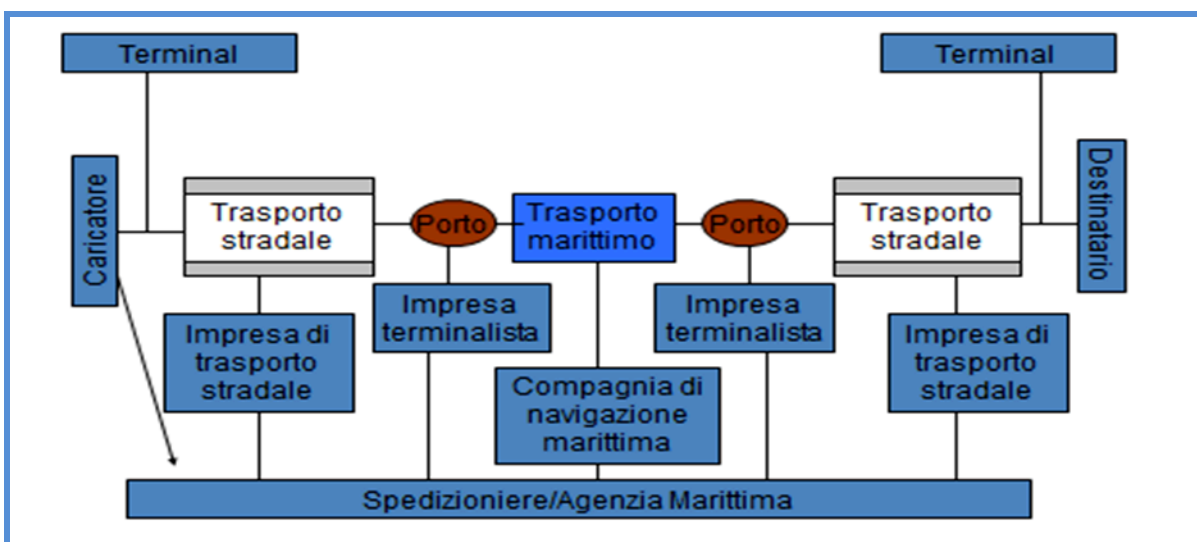 Terminal
Terminal
Caricatore
Trasporto
stradale
Porto
Trasporto
marittimo
Porto
Trasporto
stradale
Destinatario
Impresa di
trasporto
stradale
Impresa
terminalista
Compagnia di
navigazione
marittima
Impresa
terminalista
Impresa di
trasporto
stradale
Spedizioniere/Agenzia Marittima